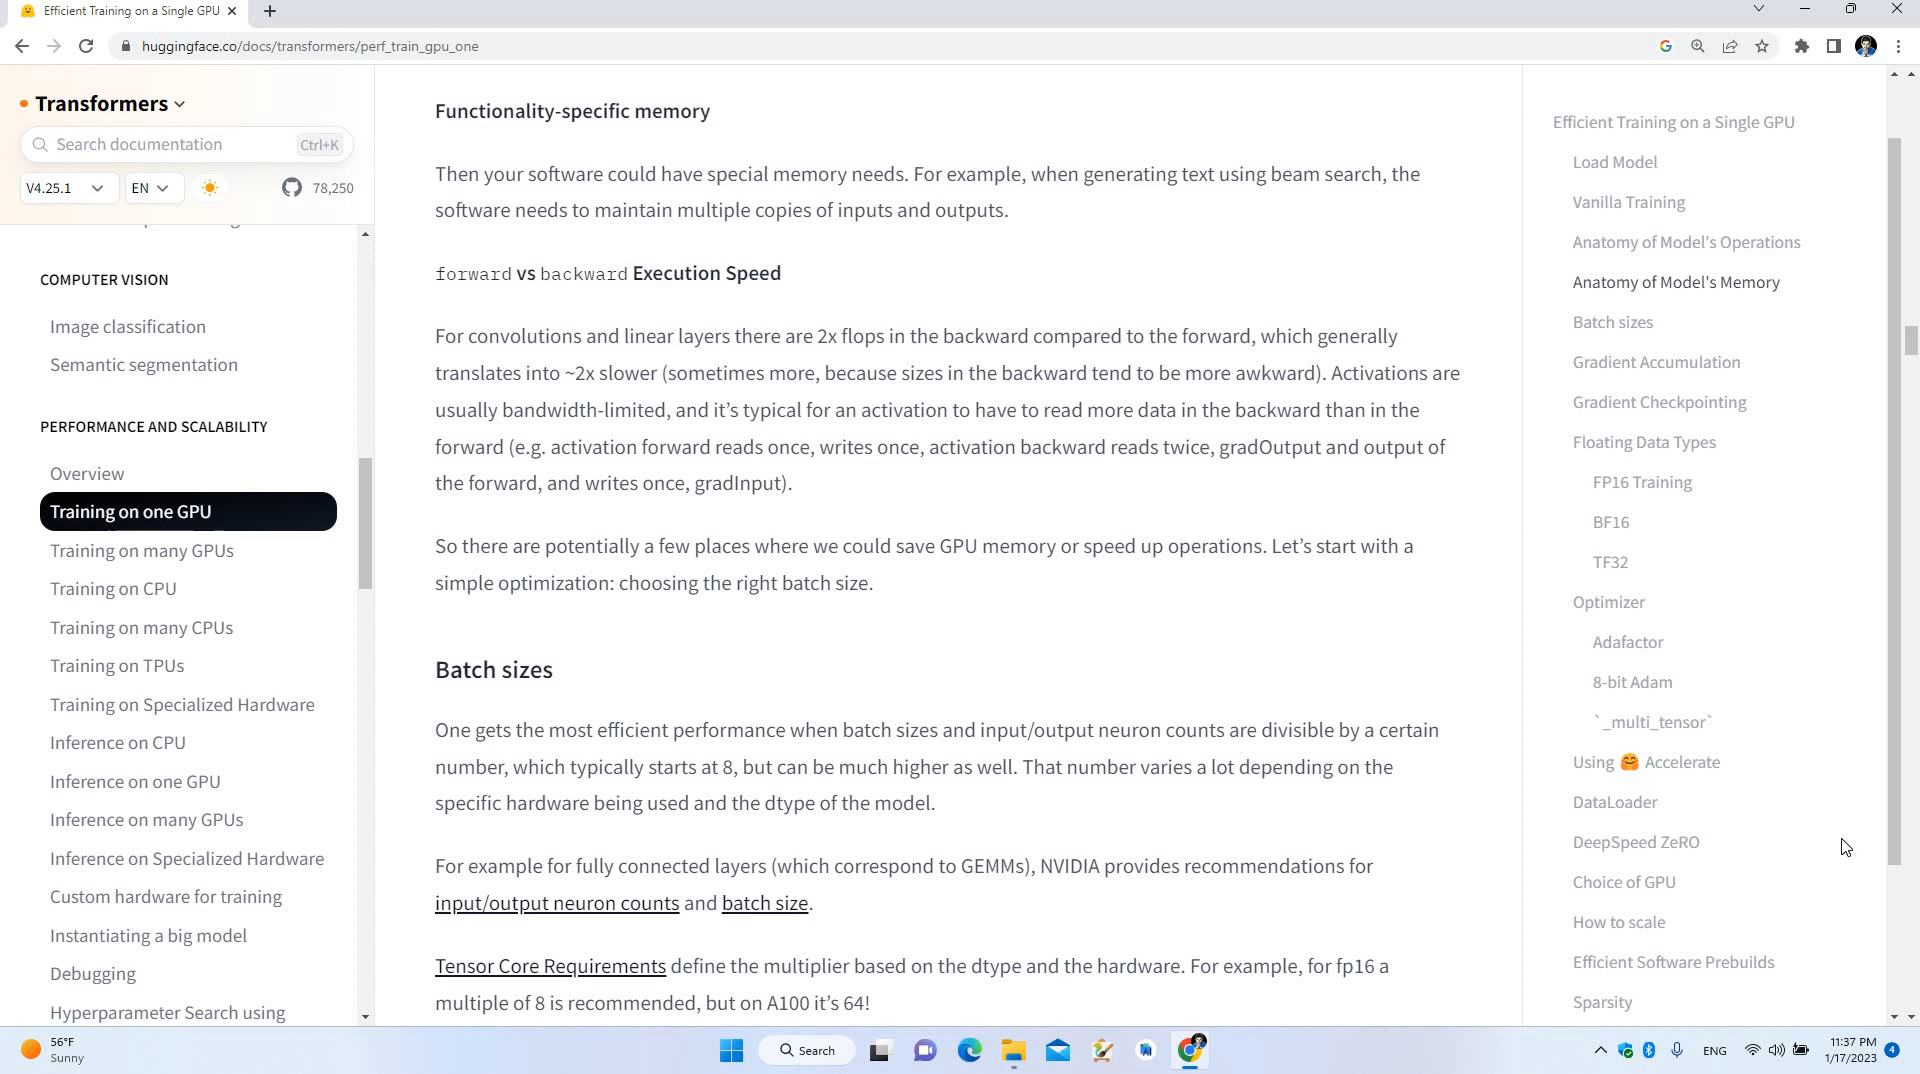 Efficient Training on a Single GPU
huggingface.co/docs/transformers/perf_train_gpu_one
Transformers
Search documentation
Ctrl+K
V4.25.1
EN
78,250
COMPUTER VISION
Image classification
Semantic segmentation
PERFORMANCE AND SCALABILITY
Overview
Training on one GPU
Training on many GPUs
Training on CPU
Training on many CPUs
Training on TPUs
Training on Specialized Hardware
Inference on CPU
Inference on one GPU
Inference on many GPUs
Inference on Specialized Hardware
Custom hardware for training
Instantiating a big model
Debugging
Hyperparameter Search using
Functionality-specific memory
Then your software could have special memory needs. For example, when generating text using beam search, the
software needs to maintain multiple copies of inputs and outputs.
forward vs backward Execution Speed
For convolutions and linear layers there are 2x flops in the backward compared to the forward, which generally
translates into ~2x slower (sometimes more, because sizes in the backward tend to be more awkward). Activations are
usually bandwidth-limited, and it’s typical for an activation to have to read more data in the backward than in the
forward (e.g. activation forward reads once, writes once, activation backward reads twice, gradOutput and output of
the forward, and writes once, gradInput).
So there are potentially a few places where we could save GPU memory or speed up operations. Let’s start with a
simple optimization: choosing the right batch size.
Batch sizes
One gets the most efficient performance when batch sizes and input/output neuron counts are divisible by a certain
number, which typically starts at 8, but can be much higher as well. That number varies a lot depending on the
specific hardware being used and the dtype of the model.
For example for fully connected layers (which correspond to GEMMs), NVIDIA provides recommendations for
input/output neuron counts and batch size.
Tensor Core Requirements define the multiplier based on the dtype and the hardware. For example, for fp16 a
multiple of 8 is recommended, but on A100 it’s 64!
Efficient Training on a Single GPU
Load Model
Vanilla Training
Anatomy of Model's Operations
Anatomy of Model's Memory
Batch sizes
Gradient Accumulation
Gradient Checkpointing
Floating Data Types
FP16 Training
BF16
TF32
Optimizer
Adafactor
8-bit Adam
`_multi_tensor`
Using 🤗 Accelerate
DataLoader
DeepSpeed ZeRO
Choice of GPU
How to scale
Efficient Software Prebuilds
Sparsity
56°F
Sunny
Search
ENG
11:37 PM
1/17/2023
4